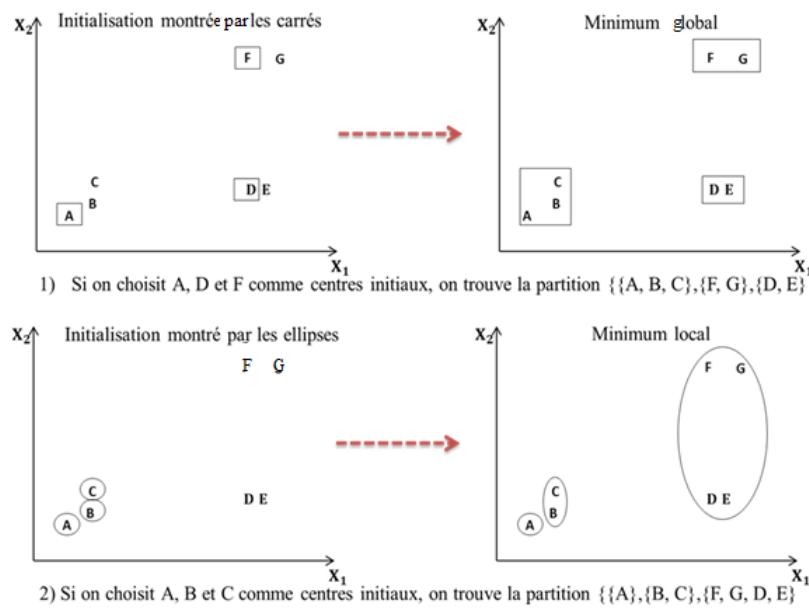 X2 Initialisation montrée par les carrés
F G
C
B
A
D E
X1
X2 Minimum global
F G
C
B
A
D E
X1
1) Si on choisit A, D et F comme centres initiaux, on trouve la partition {{A, B, C},{F, G},{D, E}
X2 Initialisation montré par les ellipses
F G
C
B
A
D E
X1
X2 Minimum local
F G
C
B
A
D E
X1
2) Si on choisit A, B et C comme centres initiaux, on trouve la partition {{A},{B, C},{F, G, D, E}